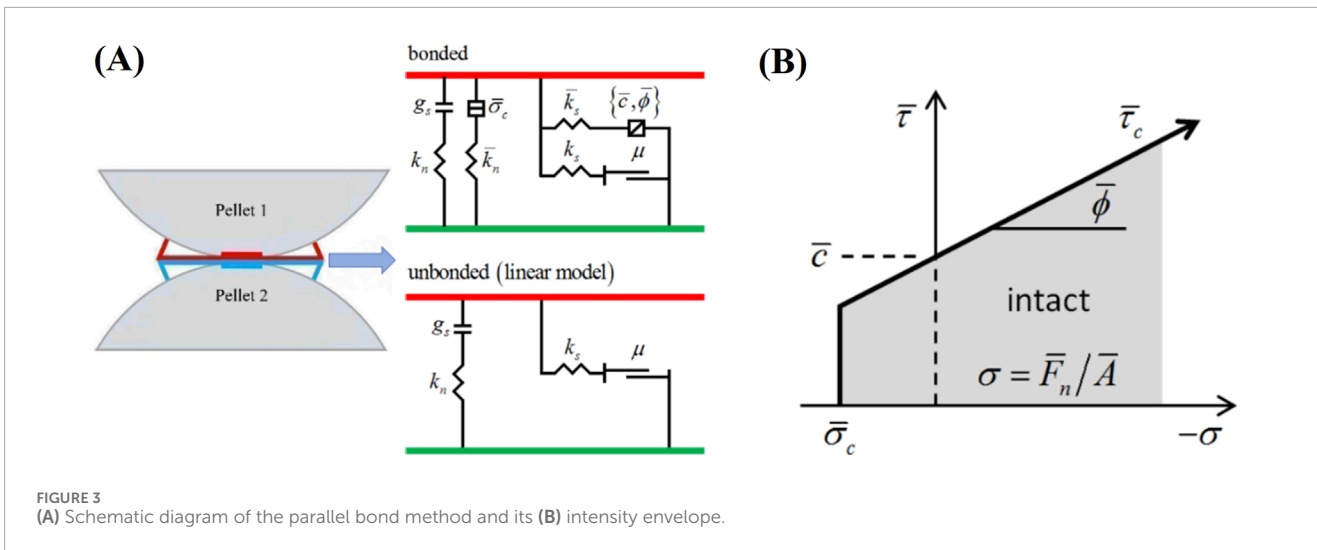 (A)
bonded
g_s
σ̄_c
k_n
k̄_n
k̄_s
{c̄,φ̄}
k_s
μ
Pellet 1
Pellet 2
unbonded (linear model)
g_s
k_n
k_s
μ
(B)
τ̄
τ̄_c
φ̄
c̄
intact
σ = F̄_n/Ā
σ̄_c
−σ
FIGURE 3
(A) Schematic diagram of the parallel bond method and its (B) intensity envelope.